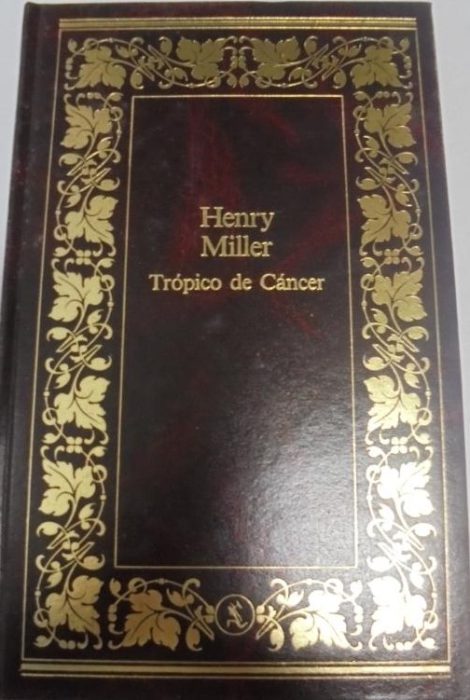 Henry
Miller
Trópico de Cáncer